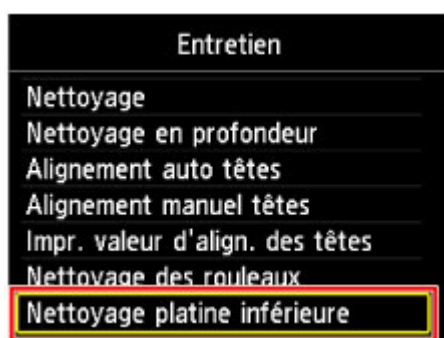 Entretien
Nettoyage
Nettoyage en profondeur
Alignement auto têtes
Alignement manuel têtes
Impr. valeur d'align. des têtes
Nettoyage des rouleaux
Nettoyage platine inférieure